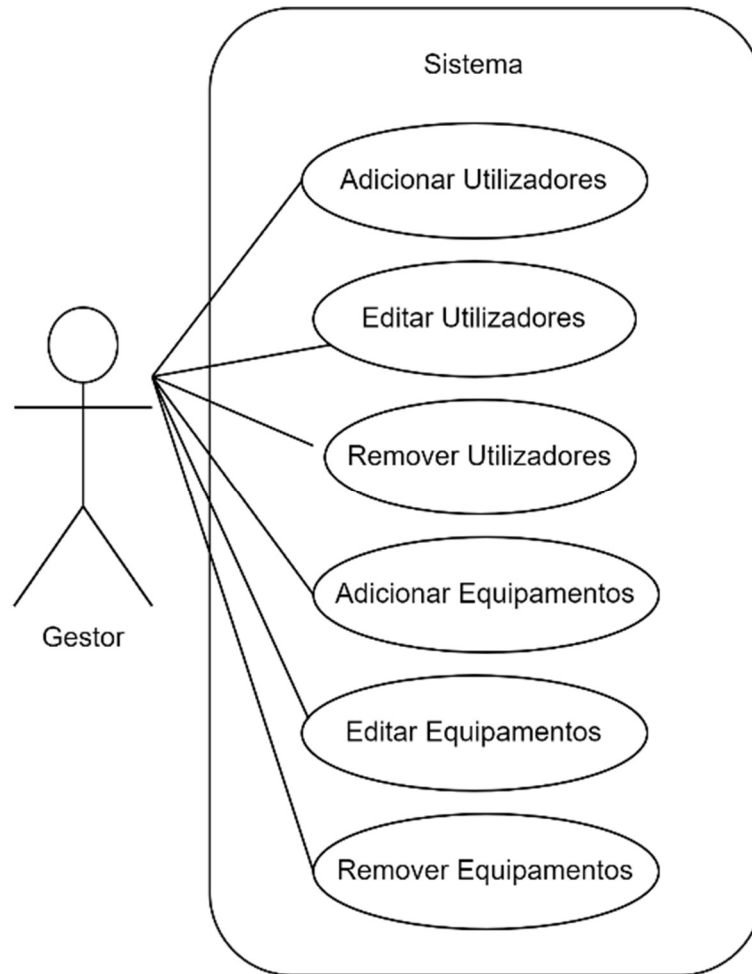 Sistema
Adicionar Utilizadores
Editar Utilizadores
Remover Utilizadores
Adicionar Equipamentos
Gestor
Editar Equipamentos
Remover Equipamentos